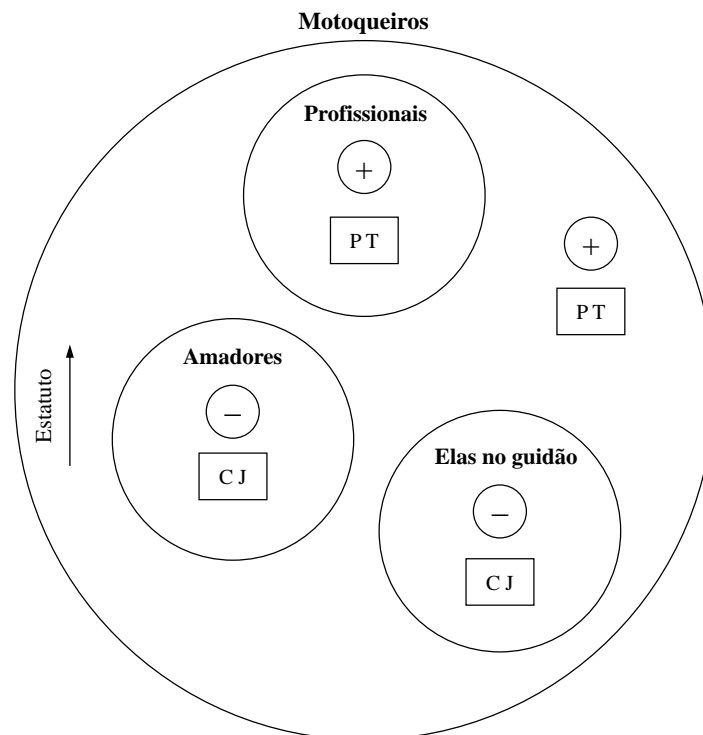 Motoqueiros
Profissionais
+
P T
+
P T
Estatuto
Amadores
−
C J
Elas no guidão
−
C J